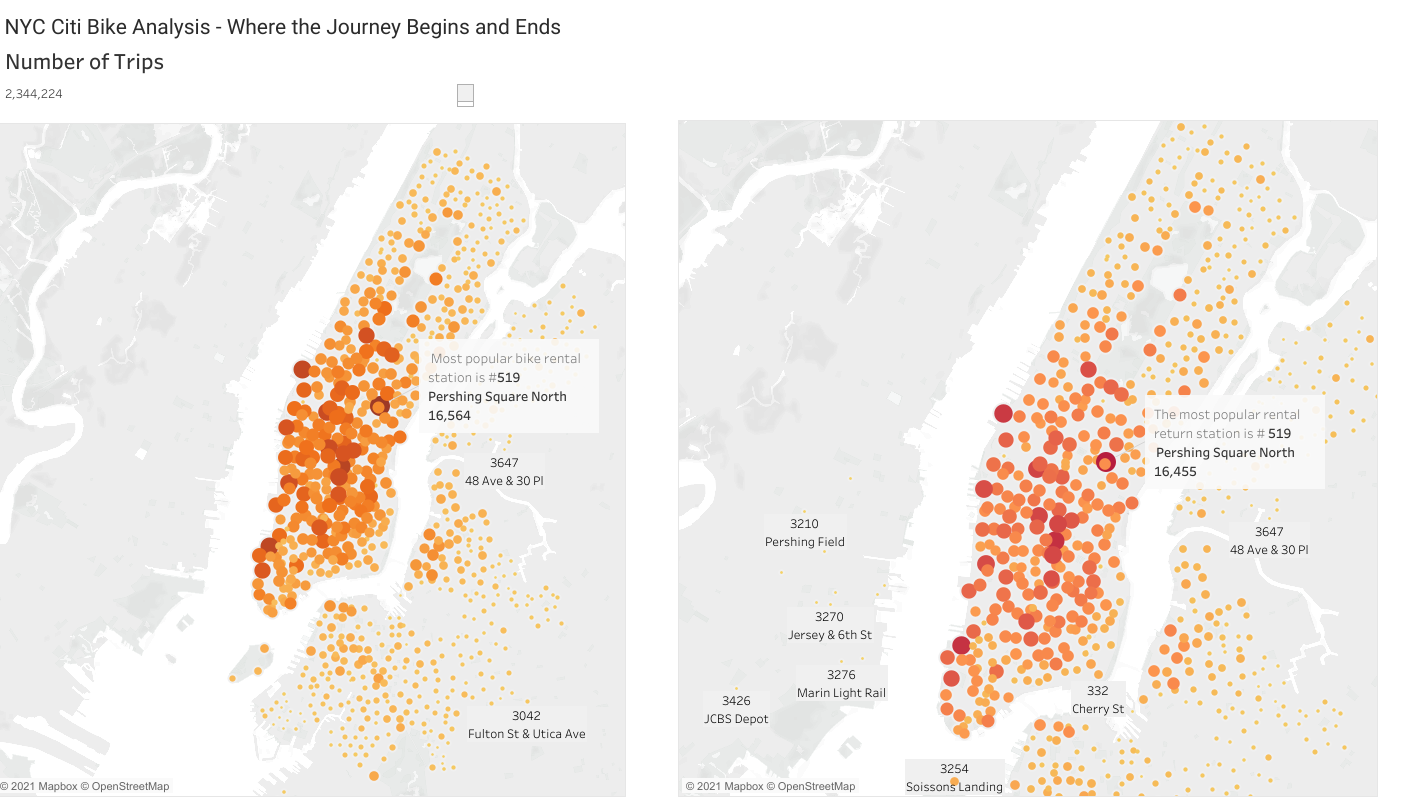 NYC Citi Bike Analysis - Where the Journey Begins and Ends
Number of Trips
2,344,224
Most popular bike rental
station is #519
Pershing Square North
16,564
3647
48 Ave & 30 Pl
3042
Fulton St & Utica Ave
© 2021 Mapbox © OpenStreetMap
The most popular rental
return station is # 519
Pershing Square North
16,455
3210
Pershing Field
3647
48 Ave & 30 Pl
3270
Jersey & 6th St
3276
Marin Light Rail
3426
JCBS Depot
332
Cherry St
3254
Soissons Landing
© 2021 Mapbox © OpenStreetMap